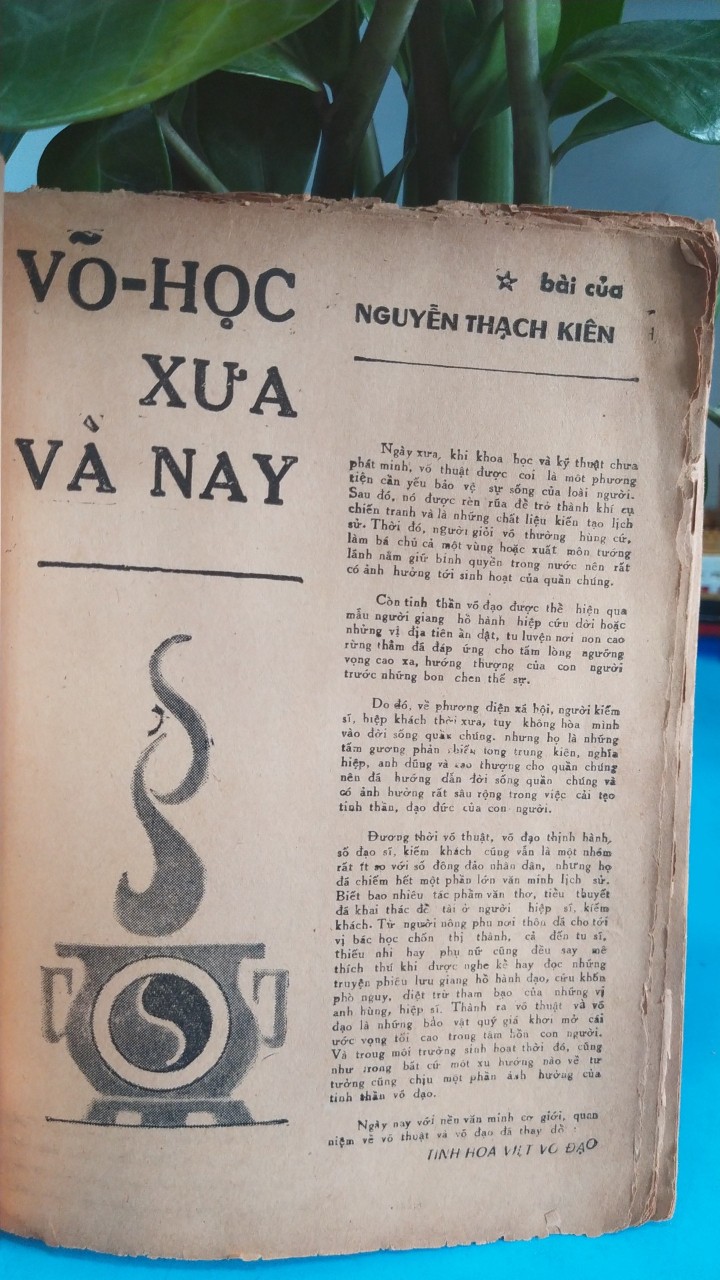 VÕ-HỌC
XƯA
VÀ NAY
☆ bài của
NGUYỄN THẠCH KIÊN
Ngày xưa, khi khoa học và kỹ thuật chưa
phát minh, võ thuật được coi là một phương
tiện cần yếu bảo vệ sự sống của loài người.
Sau đó, nó được rèn rũa để trở thành khí cụ
chiến tranh và là những chất liệu kiến tạo lịch
sử. Thời đó, người giỏi võ thường hùng cứ,
làm bá chủ cả một vùng hoặc xuất môn tướng
lãnh nắm giữ binh quyền trong nước nên rất
có ảnh hưởng tới sinh hoạt của quần chúng.
Còn tinh thần võ đạo được thể hiện qua
mẫu người giang hồ hành hiệp cứu đời hoặc
những vị địa tiên ẩn dật, tu luyện nơi non cao
rừng thẳm đã đáp ứng cho tấm lòng ngưỡng
vọng cao xa, hướng thượng của con người
trước những bon chen thế sự.
Do đó, về phương diện xã hội, người kiếm
sĩ, hiệp khách thời xưa, tuy không hòa mình
vào đời sống quần chúng. nhưng họ là những
tấm gương phản chiếu lòng trung kiên, nghĩa
hiệp, anh dũng và cao thượng cho quần chúng
nên đã hướng dẫn đời sống quần chúng và
có ảnh hưởng rất sâu rộng trong việc cải tạo
tinh thần, đạo đức của con người.
Đương thời võ thuật, võ đạo thịnh hành,
số đạo sĩ, kiếm khách cũng vẫn là một nhóm
rất ít so với số đông đảo nhân dân, nhưng họ
đã chiếm hết một phần lớn văn minh lịch sử.
Biết bao nhiêu tác phẩm văn thơ, tiểu thuyết
đã khai thác đề tài ở người hiệp sĩ, kiếm
khách. Từ người nông phu nơi thôn dã cho tới
vị bác học chốn thị thành, cả đến tu sĩ,
thiếu nhi hay phụ nữ cũng đều say mê
thích thú khi được nghe kể hay đọc những
truyện phiêu lưu giang hồ hành đạo, cứu khốn
phò nguy, diệt trừ tham bạo của những vị
anh hùng, hiệp sĩ. Thành ra võ thuật và võ
đạo là những bảo vật quý giá khơi mở cái
ước vọng tối cao trong tâm hồn con người.
Và trong môi trường sinh hoạt thời đó, cũng
như trong bất cứ một xu hướng nào về tư
tưởng cũng chịu một phần ảnh hưởng của
tinh thần võ đạo.
Ngày nay với nền văn minh cơ giới, quan
niệm về võ thuật và võ đạo đã thay đổ
TINH HOA VIỆT VÕ ĐẠO